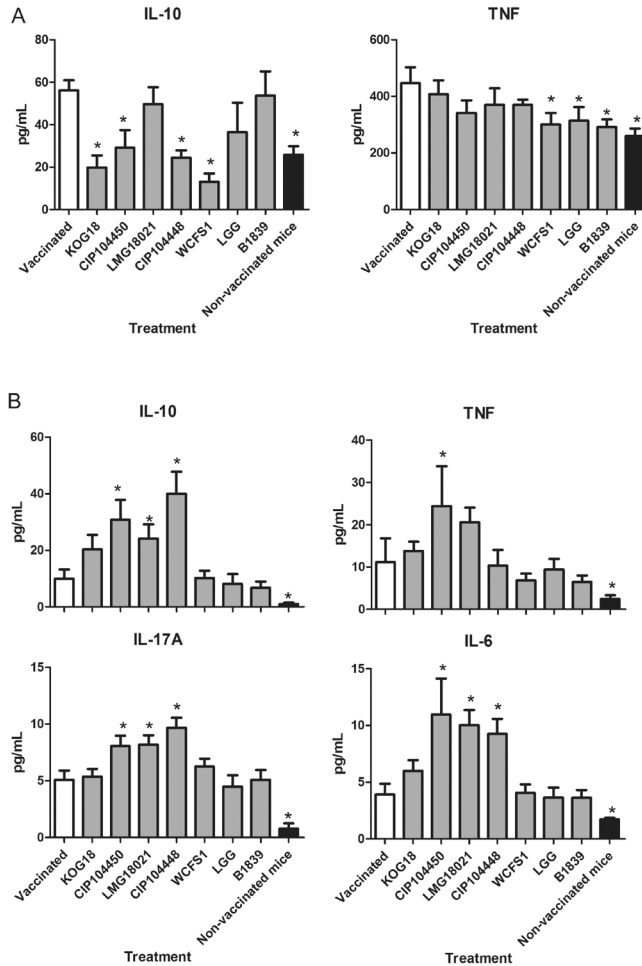 A
IL-10
pg/mL
80
60
40
20
0
*
*
*
*
*
Vaccinated
KOG18
CIP104450
LMG18021
CIP104448
WCFS1
LGG
B1839
Non-vaccinated mice
Treatment
TNF
pg/mL
600
400
200
0
*
*
*
*
Vaccinated
KOG18
CIP104450
LMG18021
CIP104448
WCFS1
LGG
B1839
Non-vaccinated mice
Treatment
B
IL-10
pg/mL
60
40
20
0
*
*
*
*
TNF
pg/mL
40
30
20
10
0
*
*
IL-17A
pg/mL
15
10
5
0
*
*
*
*
Vaccinated
KOG18
CIP104450
LMG18021
CIP104448
WCFS1
LGG
B1839
Non-vaccinated mice
Treatment
IL-6
pg/mL
15
10
5
0
*
*
*
*
Vaccinated
KOG18
CIP104450
LMG18021
CIP104448
WCFS1
LGG
B1839
Non-vaccinated mice
Treatment